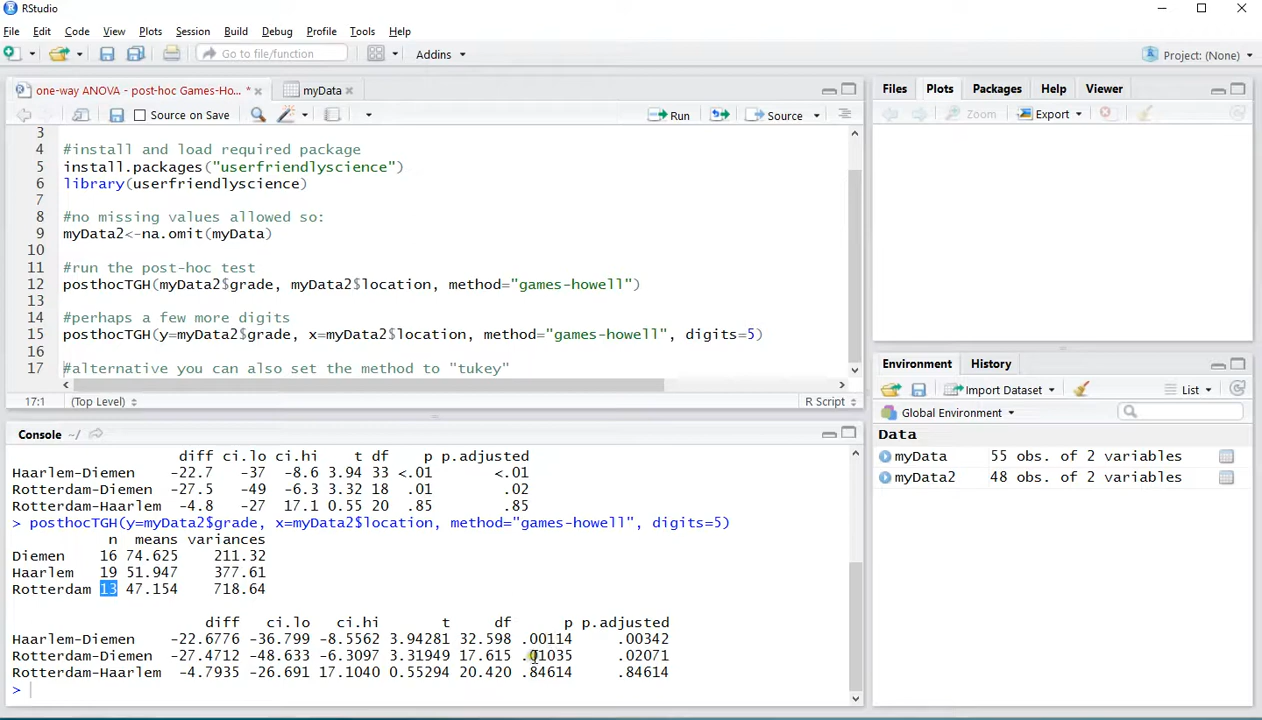 RStudio
File Edit Code View Plots Session Build Debug Profile Tools Help
Go to file/function Addins Project: (None)
one-way ANOVA - post-hoc Games-Ho... * myData
Source on Save Run Source
3
4 #install and load required package
5 install.packages("userfriendlyscience")
6 library(userfriendlyscience)
7
8 #no missing values allowed so:
9 myData2<-na.omit(myData)
10
11 #run the post-hoc test
12 posthocTGH(myData2$grade, myData2$location, method="games-howell")
13
14 #perhaps a few more digits
15 posthocTGH(y=myData2$grade, x=myData2$location, method="games-howell", digits=5)
16
17 #alternative you can also set the method to "tukey"
17:1 (Top Level) R Script
Console ~/
diff ci.lo ci.hi t df p p.adjusted
Haarlem-Diemen -22.7 -37 -8.6 3.94 33 <.01 <.01
Rotterdam-Diemen -27.5 -49 -6.3 3.32 18 .01 .02
Rotterdam-Haarlem -4.8 -27 17.1 0.55 20 .85 .85
> posthocTGH(y=myData2$grade, x=myData2$location, method="games-howell", digits=5)
n means variances
Diemen 16 74.625 211.32
Haarlem 19 51.947 377.61
Rotterdam 13 47.154 718.64
diff ci.lo ci.hi t df p p.adjusted
Haarlem-Diemen -22.6776 -36.799 -8.5562 3.94281 32.598 .00114 .00342
Rotterdam-Diemen -27.4712 -48.633 -6.3097 3.31949 17.615 .01035 .02071
Rotterdam-Haarlem -4.7935 -26.691 17.1040 0.55294 20.420 .84614 .84614
>
Files Plots Packages Help Viewer
Zoom Export
Environment History
Import Dataset List
Global Environment
Data
myData 55 obs. of 2 variables
myData2 48 obs. of 2 variables